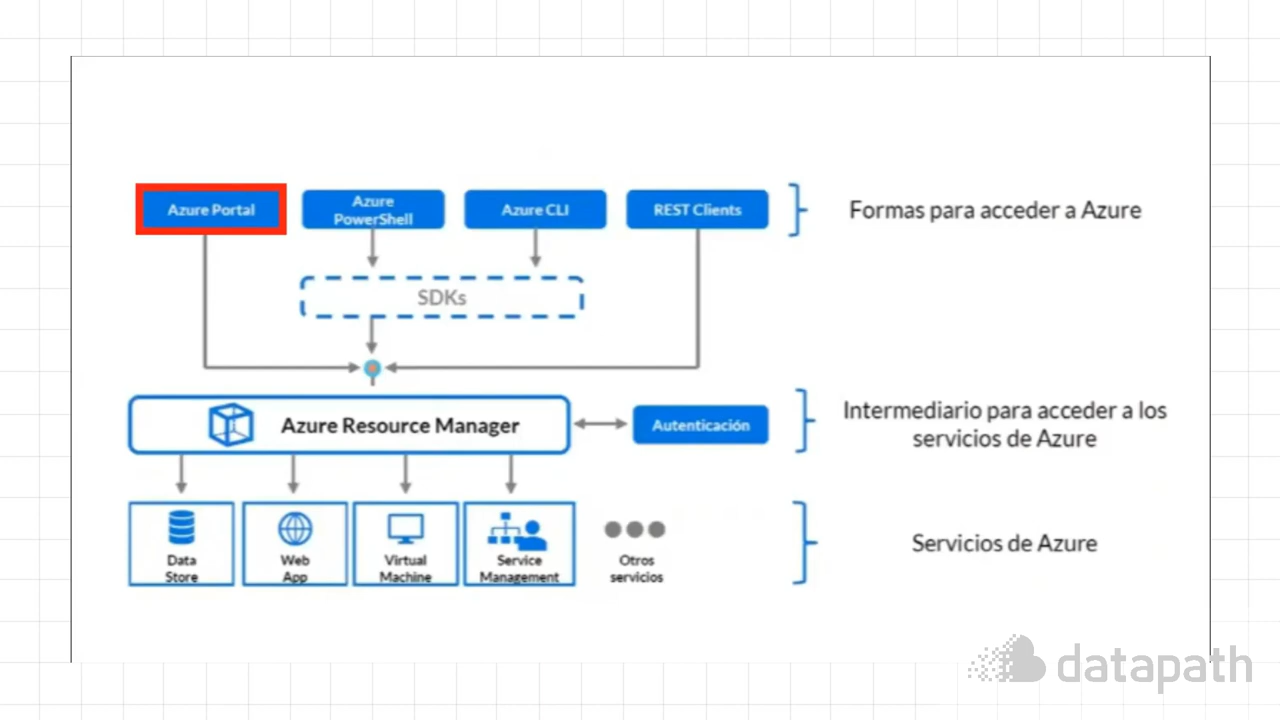 Azure Portal
Azure
PowerShell
Azure CLI
REST Clients
Formas para acceder a Azure
SDKs
Azure Resource Manager
Autenticación
Intermediario para acceder a los
servicios de Azure
Data
Store
Web
App
Virtual
Machine
Service
Management
Otros
servicios
Servicios de Azure
datapath